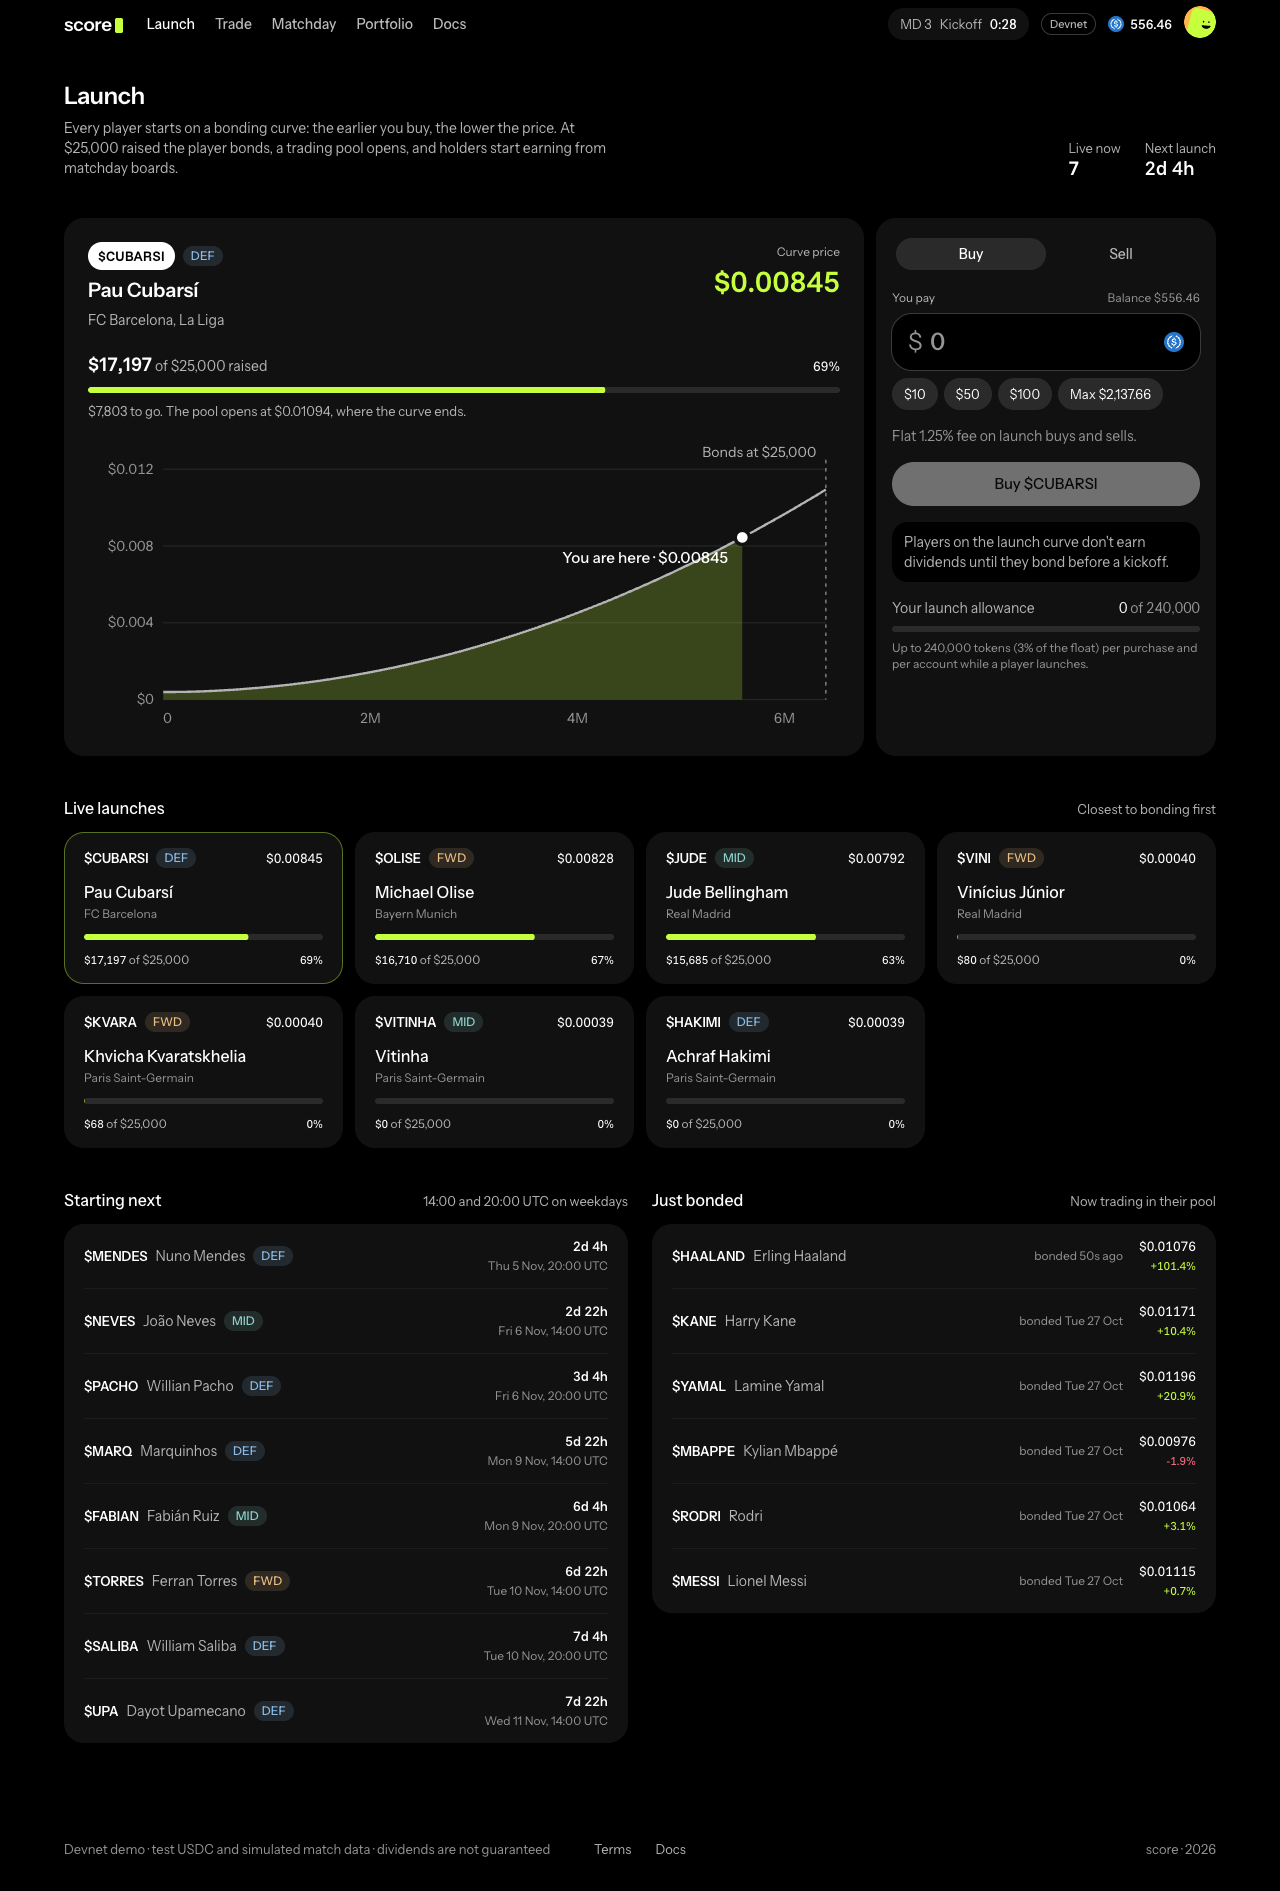 score
Launch
Trade
Matchday
Portfolio
Docs
MD 3 Kickoff 0:28
Devnet
556.46
Launch
Every player starts on a bonding curve: the earlier you buy, the lower the price. At
$25,000 raised the player bonds, a trading pool opens, and holders start earning from
matchday boards.
Live now
7
Next launch
2d 4h
$CUBARSI DEF
Pau Cubarsí
FC Barcelona, La Liga
Curve price
$0.00845
$17,197 of $25,000 raised
69%
$7,803 to go. The pool opens at $0.01094, where the curve ends.
Bonds at $25,000
$0.012
$0.008
$0.004
$0
You are here · $0.00845
0
2M
4M
6M
Buy
Sell
You pay
Balance $556.46
$ 0
$10
$50
$100
Max $2,137.66
Flat 1.25% fee on launch buys and sells.
Buy $CUBARSI
Players on the launch curve don't earn
dividends until they bond before a kickoff.
Your launch allowance
0 of 240,000
Up to 240,000 tokens (3% of the float) per purchase and
per account while a player launches.
Live launches
Closest to bonding first
$CUBARSI DEF $0.00845
Pau Cubarsí
FC Barcelona
$17,197 of $25,000 69%
$OLISE FWD $0.00828
Michael Olise
Bayern Munich
$16,710 of $25,000 67%
$JUDE MID $0.00792
Jude Bellingham
Real Madrid
$15,685 of $25,000 63%
$VINI FWD $0.00040
Vinícius Júnior
Real Madrid
$80 of $25,000 0%
$KVARA FWD $0.00040
Khvicha Kvaratskhelia
Paris Saint-Germain
$68 of $25,000 0%
$VITINHA MID $0.00039
Vitinha
Paris Saint-Germain
$0 of $25,000 0%
$HAKIMI DEF $0.00039
Achraf Hakimi
Paris Saint-Germain
$0 of $25,000 0%
Starting next
14:00 and 20:00 UTC on weekdays
$MENDES Nuno Mendes DEF
2d 4h
Thu 5 Nov, 20:00 UTC
$NEVES João Neves MID
2d 22h
Fri 6 Nov, 14:00 UTC
$PACHO Willian Pacho DEF
3d 4h
Fri 6 Nov, 20:00 UTC
$MARQ Marquinhos DEF
5d 22h
Mon 9 Nov, 14:00 UTC
$FABIAN Fabián Ruiz MID
6d 4h
Mon 9 Nov, 20:00 UTC
$TORRES Ferran Torres FWD
6d 22h
Tue 10 Nov, 14:00 UTC
$SALIBA William Saliba DEF
7d 4h
Tue 10 Nov, 20:00 UTC
$UPA Dayot Upamecano DEF
7d 22h
Wed 11 Nov, 14:00 UTC
Just bonded
Now trading in their pool
$HAALAND Erling Haaland bonded 50s ago
$0.01076
+101.4%
$KANE Harry Kane bonded Tue 27 Oct
$0.01171
+10.4%
$YAMAL Lamine Yamal bonded Tue 27 Oct
$0.01196
+20.9%
$MBAPPE Kylian Mbappé bonded Tue 27 Oct
$0.00976
-1.9%
$RODRI Rodri bonded Tue 27 Oct
$0.01064
+3.1%
$MESSI Lionel Messi bonded Tue 27 Oct
$0.01115
+0.7%
Devnet demo · test USDC and simulated match data · dividends are not guaranteed
Terms
Docs
score · 2026